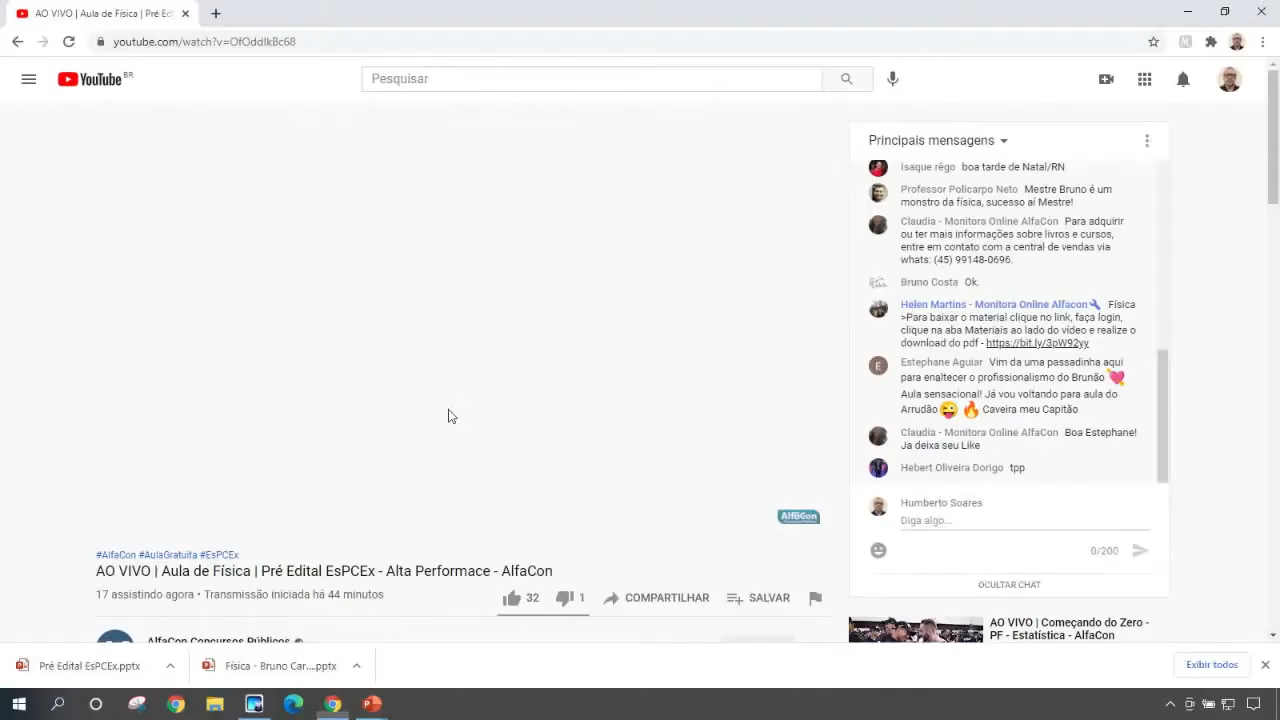 AO VIVO | Aula de Física | Pré Ed
youtube.com/watch?v=OfOddIkBc68
YouTube BR
Pesquisar
Principais mensagens
Isaque rêgo boa tarde de Natal/RN
Professor Policarpo Neto Mestre Bruno é um
monstro da física, sucesso aí Mestre!
Claudia - Monitora Online AlfaCon Para adquirir
ou ter mais informações sobre livros e cursos,
entre em contato com a central de vendas via
whats: (45) 99148-0696.
Bruno Costa Ok.
Helen Martins - Monitora Online Alfacon Física
>Para baixar o material clique no link, faça login,
clique na aba Materiais ao lado do vídeo e realize o
download do pdf - https://bit.ly/3pW92yy
Estephane Aguiar Vim da uma passadinha aqui
para enaltecer o profissionalismo do Brunão
Aula sensacional! Já vou voltando para aula do
Arrudão Caveira meu Capitão
Claudia - Monitora Online AlfaCon Boa Estephane!
Ja deixa seu Like
Hebert Oliveira Dorigo tpp
Humberto Soares
Diga algo...
0/200
OCULTAR CHAT
AlfaCon
#AlfaCon #AulaGratuita #EsPCEx
AO VIVO | Aula de Física | Pré Edital EsPCEx - Alta Performace - AlfaCon
17 assistindo agora • Transmissão iniciada há 44 minutos
32 1 COMPARTILHAR SALVAR
AlfaCon Concursos Públicos
AO VIVO | Começando do Zero -
PF - Estatística - AlfaCon
Pré Edital EsPCEx.pptx
Física - Bruno Car....pptx
Exibir todos